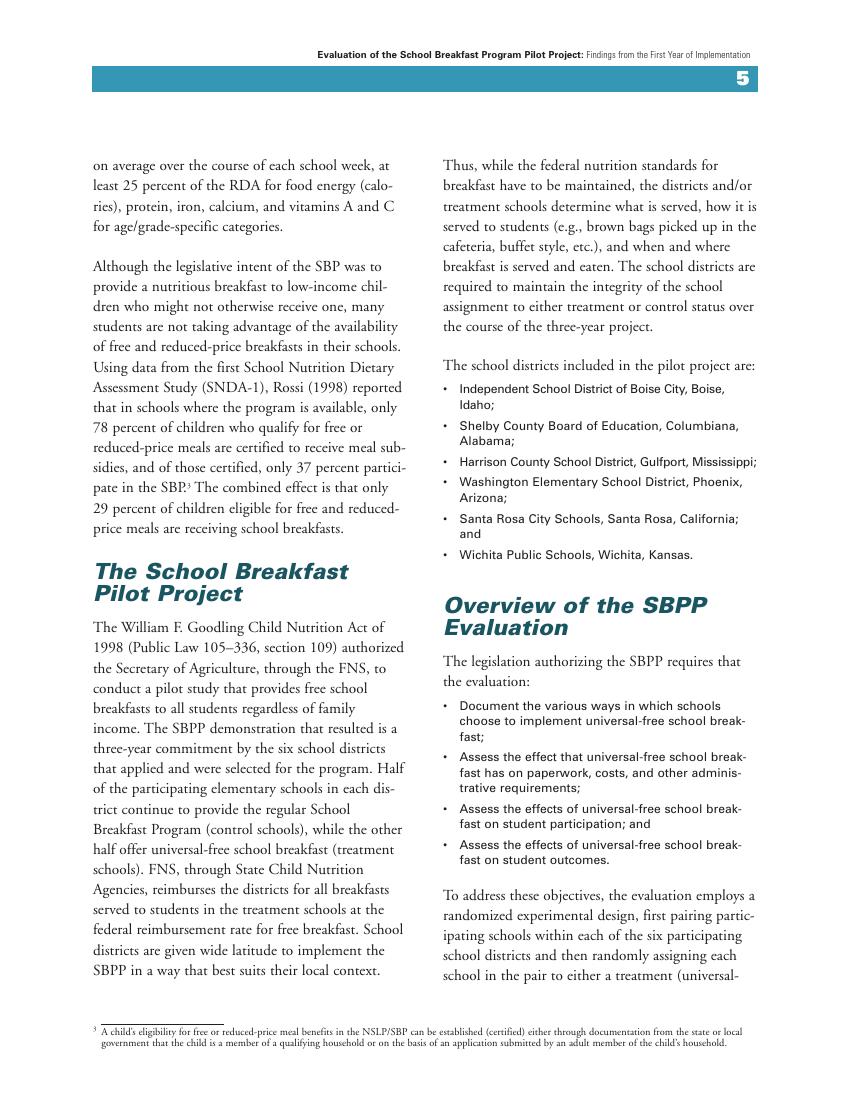 Evaluation of the School Breakfast Program Pilot Project: Findings from the First Year of Implementation
5
on average over the course of each school week, at
least 25 percent of the RDA for food energy (calo-
ries), protein, iron, calcium, and vitamins A and C
for age/grade-specific categories.
Although the legislative intent of the SBP was to
provide a nutritious breakfast to low-income chil-
dren who might not otherwise receive one, many
students are not taking advantage of the availability
of free and reduced-price breakfasts in their schools.
Using data from the first School Nutrition Dietary
Assessment Study (SNDA-1), Rossi (1998) reported
that in schools where the program is available, only
78 percent of children who qualify for free or
reduced-price meals are certified to receive meal sub-
sidies, and of those certified, only 37 percent partici-
pate in the SBP.³ The combined effect is that only
29 percent of children eligible for free and reduced-
price meals are receiving school breakfasts.
The School Breakfast
Pilot Project
The William F. Goodling Child Nutrition Act of
1998 (Public Law 105–336, section 109) authorized
the Secretary of Agriculture, through the FNS, to
conduct a pilot study that provides free school
breakfasts to all students regardless of family
income. The SBPP demonstration that resulted is a
three-year commitment by the six school districts
that applied and were selected for the program. Half
of the participating elementary schools in each dis-
trict continue to provide the regular School
Breakfast Program (control schools), while the other
half offer universal-free school breakfast (treatment
schools). FNS, through State Child Nutrition
Agencies, reimburses the districts for all breakfasts
served to students in the treatment schools at the
federal reimbursement rate for free breakfast. School
districts are given wide latitude to implement the
SBPP in a way that best suits their local context.
Thus, while the federal nutrition standards for
breakfast have to be maintained, the districts and/or
treatment schools determine what is served, how it is
served to students (e.g., brown bags picked up in the
cafeteria, buffet style, etc.), and when and where
breakfast is served and eaten. The school districts are
required to maintain the integrity of the school
assignment to either treatment or control status over
the course of the three-year project.
The school districts included in the pilot project are:
• Independent School District of Boise City, Boise,
Idaho;
• Shelby County Board of Education, Columbiana,
Alabama;
• Harrison County School District, Gulfport, Mississippi;
• Washington Elementary School District, Phoenix,
Arizona;
• Santa Rosa City Schools, Santa Rosa, California;
and
• Wichita Public Schools, Wichita, Kansas.
Overview of the SBPP
Evaluation
The legislation authorizing the SBPP requires that
the evaluation:
• Document the various ways in which schools
choose to implement universal-free school break-
fast;
• Assess the effect that universal-free school break-
fast has on paperwork, costs, and other adminis-
trative requirements;
• Assess the effects of universal-free school break-
fast on student participation; and
• Assess the effects of universal-free school break-
fast on student outcomes.
To address these objectives, the evaluation employs a
randomized experimental design, first pairing partic-
ipating schools within each of the six participating
school districts and then randomly assigning each
school in the pair to either a treatment (universal-
³ A child's eligibility for free or reduced-price meal benefits in the NSLP/SBP can be established (certified) either through documentation from the state or local
government that the child is a member of a qualifying household or on the basis of an application submitted by an adult member of the child's household.